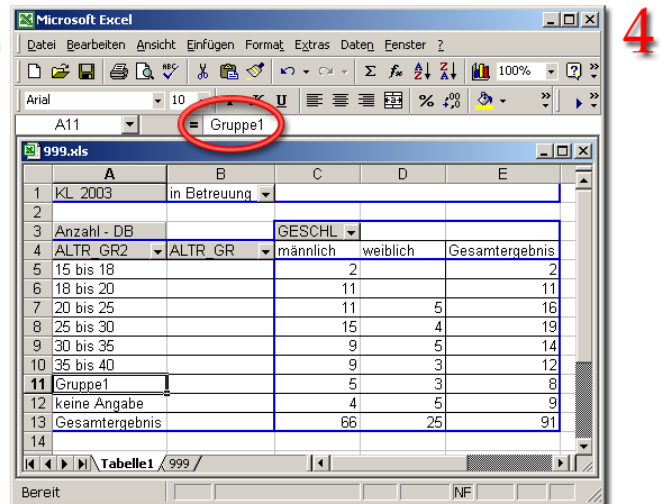 Microsoft Excel
4
Datei Bearbeiten Ansicht Einfügen Format Extras Daten Fenster ?
100%
Arial 10 F K U
A11 = Gruppe1
999.xls
A B C D E
1 KL 2003 in Betreuung
2
3 Anzahl - DB GESCHL
4 ALTR_GR2 ALTR_GR männlich weiblich Gesamtergebnis
5 15 bis 18 2 2
6 18 bis 20 11 11
7 20 bis 25 11 5 16
8 25 bis 30 15 4 19
9 30 bis 35 9 5 14
10 35 bis 40 9 3 12
11 Gruppe1 5 3 8
12 keine Angabe 4 5 9
13 Gesamtergebnis 66 25 91
14
Tabelle1 999
Bereit NF